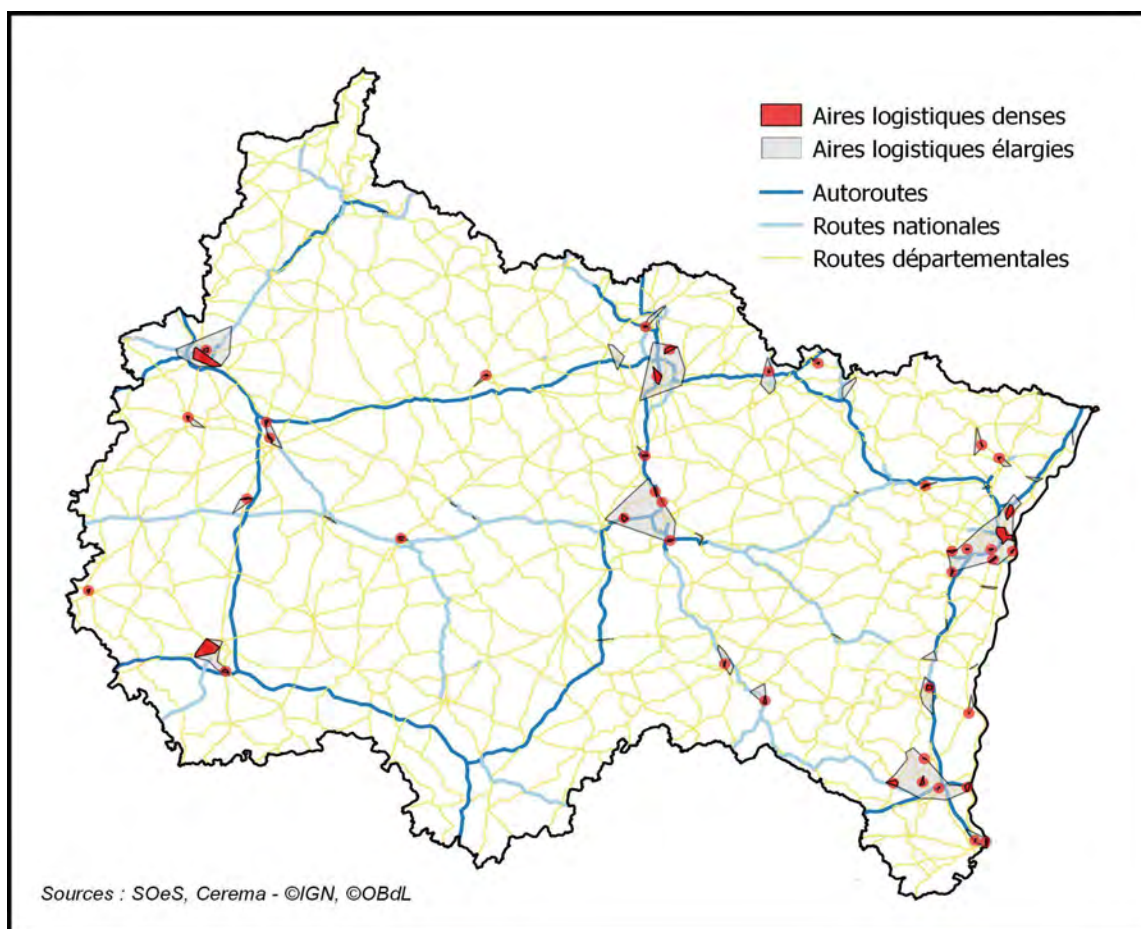 Aires logistiques denses
Aires logistiques élargies
Autoroutes
Routes nationales
Routes départementales
Sources : SOeS, Cerema - ©IGN, ©OBdL